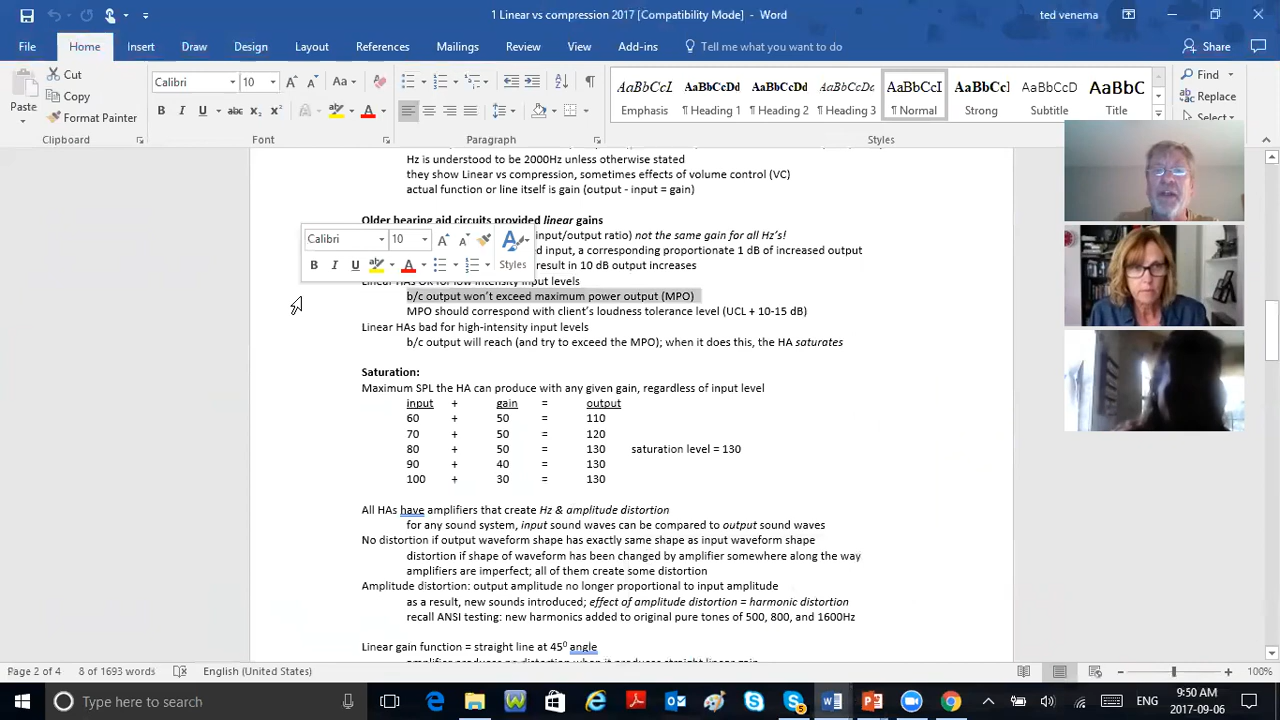 1 Linear vs compression 2017 [Compatibility Mode] - Word
ted venema
File Home Insert Draw Design Layout References Mailings Review View Add-ins Tell me what you want to do Share
Paste
Cut
Copy
Format Painter
Calibri 10
Emphasis
¶ Heading 1
¶ Heading 2
¶ Heading 3
¶ Normal
Strong
Subtitle
Title
Find
Replace
Select
Clipboard Font Paragraph Styles
Hz is understood to be 2000Hz unless otherwise stated
they show Linear vs compression, sometimes effects of volume control (VC)
actual function or line itself is gain (output - input = gain)
Older hearing aid circuits provided linear gains
input/output ratio) not the same gain for all Hz's!
d input, a corresponding proportionate 1 dB of increased output
result in 10 dB output increases
Calibri 10
Styles
Linear HAs OK for low intensity input levels
b/c output won't exceed maximum power output (MPO)
MPO should correspond with client's loudness tolerance level (UCL + 10-15 dB)
Linear HAs bad for high-intensity input levels
b/c output will reach (and try to exceed the MPO); when it does this, the HA saturates
Saturation:
Maximum SPL the HA can produce with any given gain, regardless of input level
input + gain = output
60 + 50 = 110
70 + 50 = 120
80 + 50 = 130 saturation level = 130
90 + 40 = 130
100 + 30 = 130
All HAs have amplifiers that create Hz & amplitude distortion
for any sound system, input sound waves can be compared to output sound waves
No distortion if output waveform shape has exactly same shape as input waveform shape
distortion if shape of waveform has been changed by amplifier somewhere along the way
amplifiers are imperfect; all of them create some distortion
Amplitude distortion: output amplitude no longer proportional to input amplitude
as a result, new sounds introduced; effect of amplitude distortion = harmonic distortion
recall ANSI testing: new harmonics added to original pure tones of 500, 800, and 1600Hz
Linear gain function = straight line at 45⁰ angle
amplifier produces no distortion when it produces straight linear gain
Page 2 of 4 8 of 1693 words English (United States) 100%
Type here to search
ENG
9:50 AM
2017-09-06